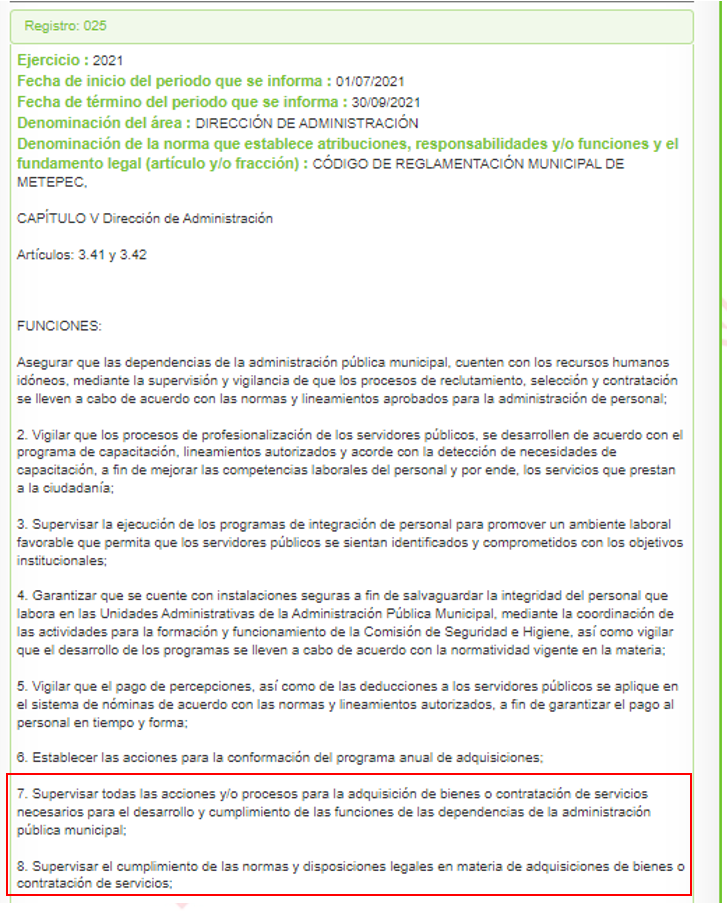 Registro: 025
Ejercicio : 2021
Fecha de inicio del periodo que se informa : 01/07/2021
Fecha de término del periodo que se informa : 30/09/2021
Denominación del área : DIRECCIÓN DE ADMINISTRACIÓN
Denominación de la norma que establece atribuciones, responsabilidades y/o funciones y el
fundamento legal (artículo y/o fracción) : CÓDIGO DE REGLAMENTACIÓN MUNICIPAL DE
METEPEC,
CAPÍTULO V Dirección de Administración
Artículos: 3.41 y 3.42
FUNCIONES:
Asegurar que las dependencias de la administración pública municipal, cuenten con los recursos humanos
idóneos, mediante la supervisión y vigilancia de que los procesos de reclutamiento, selección y contratación
se lleven a cabo de acuerdo con las normas y lineamientos aprobados para la administración de personal;
2. Vigilar que los procesos de profesionalización de los servidores públicos, se desarrollen de acuerdo con el
programa de capacitación, lineamientos autorizados y acorde con la detección de necesidades de
capacitación, a fin de mejorar las competencias laborales del personal y por ende, los servicios que prestan
a la ciudadanía;
3. Supervisar la ejecución de los programas de integración de personal para promover un ambiente laboral
favorable que permita que los servidores públicos se sientan identificados y comprometidos con los objetivos
institucionales;
4. Garantizar que se cuente con instalaciones seguras a fin de salvaguardar la integridad del personal que
labora en las Unidades Administrativas de la Administración Pública Municipal, mediante la coordinación de
las actividades para la formación y funcionamiento de la Comisión de Seguridad e Higiene, así como vigilar
que el desarrollo de los programas se lleven a cabo de acuerdo con la normatividad vigente en la materia;
5. Vigilar que el pago de percepciones, así como de las deducciones a los servidores públicos se aplique en
el sistema de nóminas de acuerdo con las normas y lineamientos autorizados, a fin de garantizar el pago al
personal en tiempo y forma;
6. Establecer las acciones para la conformación del programa anual de adquisiciones;
7. Supervisar todas las acciones y/o procesos para la adquisición de bienes o contratación de servicios
necesarios para el desarrollo y cumplimiento de las funciones de las dependencias de la administración
pública municipal;
8. Supervisar el cumplimiento de las normas y disposiciones legales en materia de adquisiciones de bienes o
contratación de servicios;